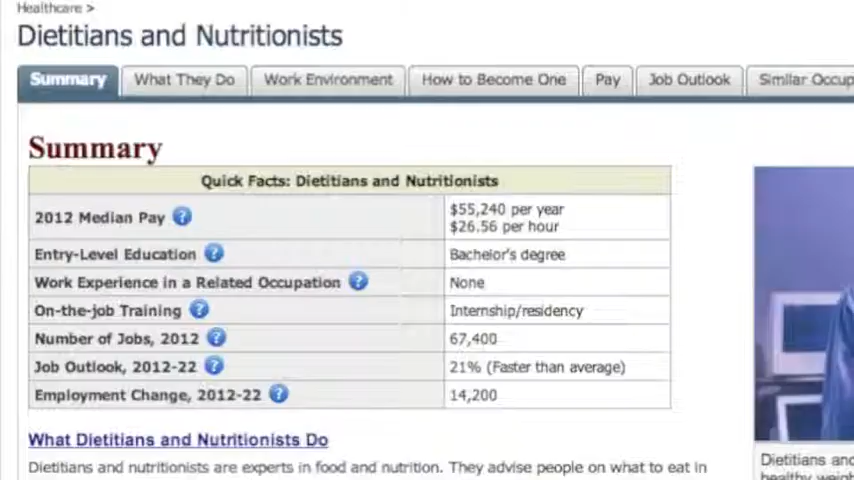 Healthcare >
Dietitians and Nutritionists
Summary What They Do Work Environment How to Become One Pay Job Outlook Similar Occup
Summary
Quick Facts: Dietitians and Nutritionists
2012 Median Pay ? $55,240 per year
$26.56 per hour
Entry-Level Education ? Bachelor's degree
Work Experience in a Related Occupation ? None
On-the-job Training ? Internship/residency
Number of Jobs, 2012 ? 67,400
Job Outlook, 2012-22 ? 21% (Faster than average)
Employment Change, 2012-22 ? 14,200
What Dietitians and Nutritionists Do
Dietitians and nutritionists are experts in food and nutrition. They advise people on what to eat in
Dietitians and
healthy weigh